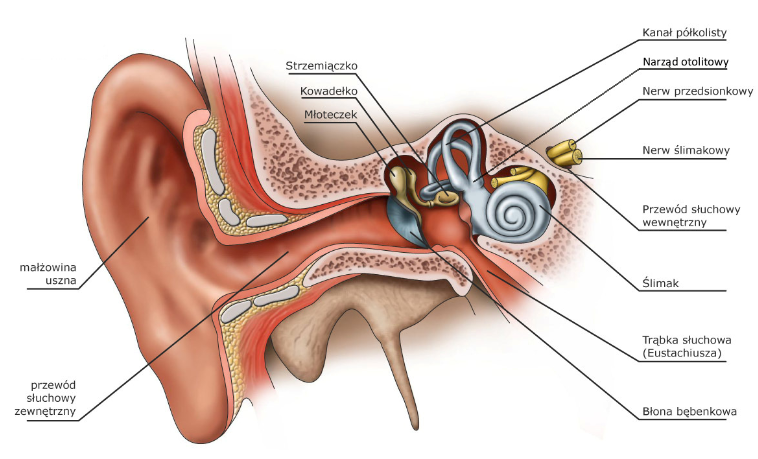 Kanał półkolisty
Strzemiączko
Narząd otolitowy
Kowadełko
Nerw przedsionkowy
Młoteczek
Nerw ślimakowy
Przewód słuchowy
wewnętrzny
małżowina
uszna
Ślimak
Trąbka słuchowa
(Eustachiusza)
przewód
słuchowy
zewnętrzny
Błona bębenkowa